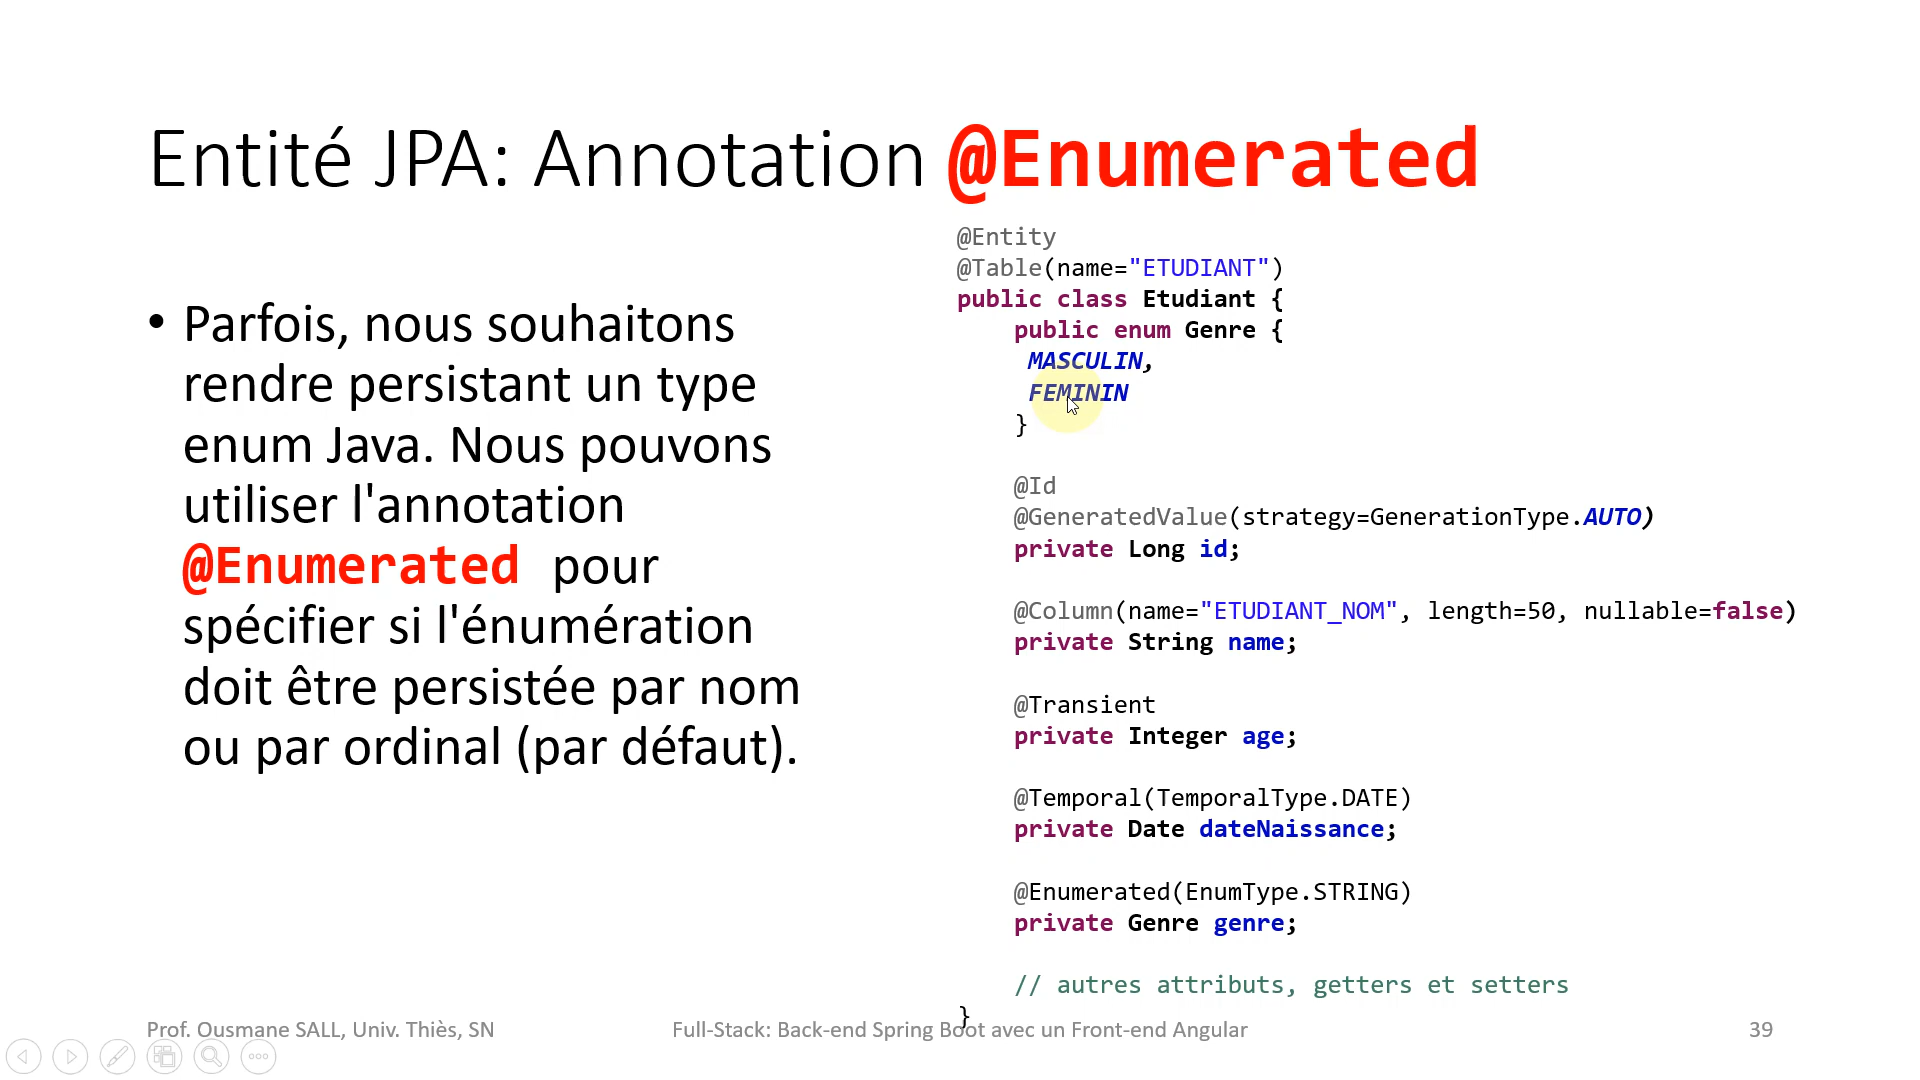 Entité JPA: Annotation @Enumerated
• Parfois, nous souhaitons
rendre persistant un type
enum Java. Nous pouvons
utiliser l'annotation
@Enumerated pour
spécifier si l'énumération
doit être persistée par nom
ou par ordinal (par défaut).
@Entity
@Table(name="ETUDIANT")
public class Etudiant {
public enum Genre {
MASCULIN,
FEMININ
}
@Id
@GeneratedValue(strategy=GenerationType.AUTO)
private Long id;
@Column(name="ETUDIANT_NOM", length=50, nullable=false)
private String name;
@Transient
private Integer age;
@Temporal(TemporalType.DATE)
private Date dateNaissance;
@Enumerated(EnumType.STRING)
private Genre genre;
// autres attributs, getters et setters
}
Prof. Ousmane SALL, Univ. Thiès, SN
Full-Stack: Back-end Spring Boot avec un Front-end Angular
39